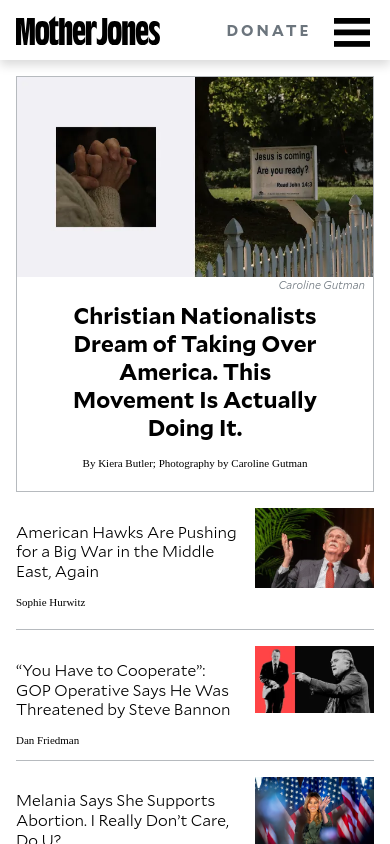 Mother Jones
DONATE
Jesus is coming!
Are you ready?
Read John 14:3
Caroline Gutman
Christian Nationalists
Dream of Taking Over
America. This
Movement Is Actually
Doing It.
By Kiera Butler; Photography by Caroline Gutman
American Hawks Are Pushing
for a Big War in the Middle
East, Again
Sophie Hurwitz
“You Have to Cooperate”:
GOP Operative Says He Was
Threatened by Steve Bannon
Dan Friedman
Melania Says She Supports
Abortion. I Really Don’t Care,
Do U?